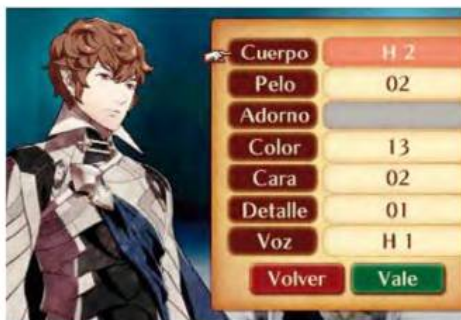 Cuerpo H 2
Pelo 02
Adorno
Color 13
Cara 02
Detalle 01
Voz H 1
Volver Vale